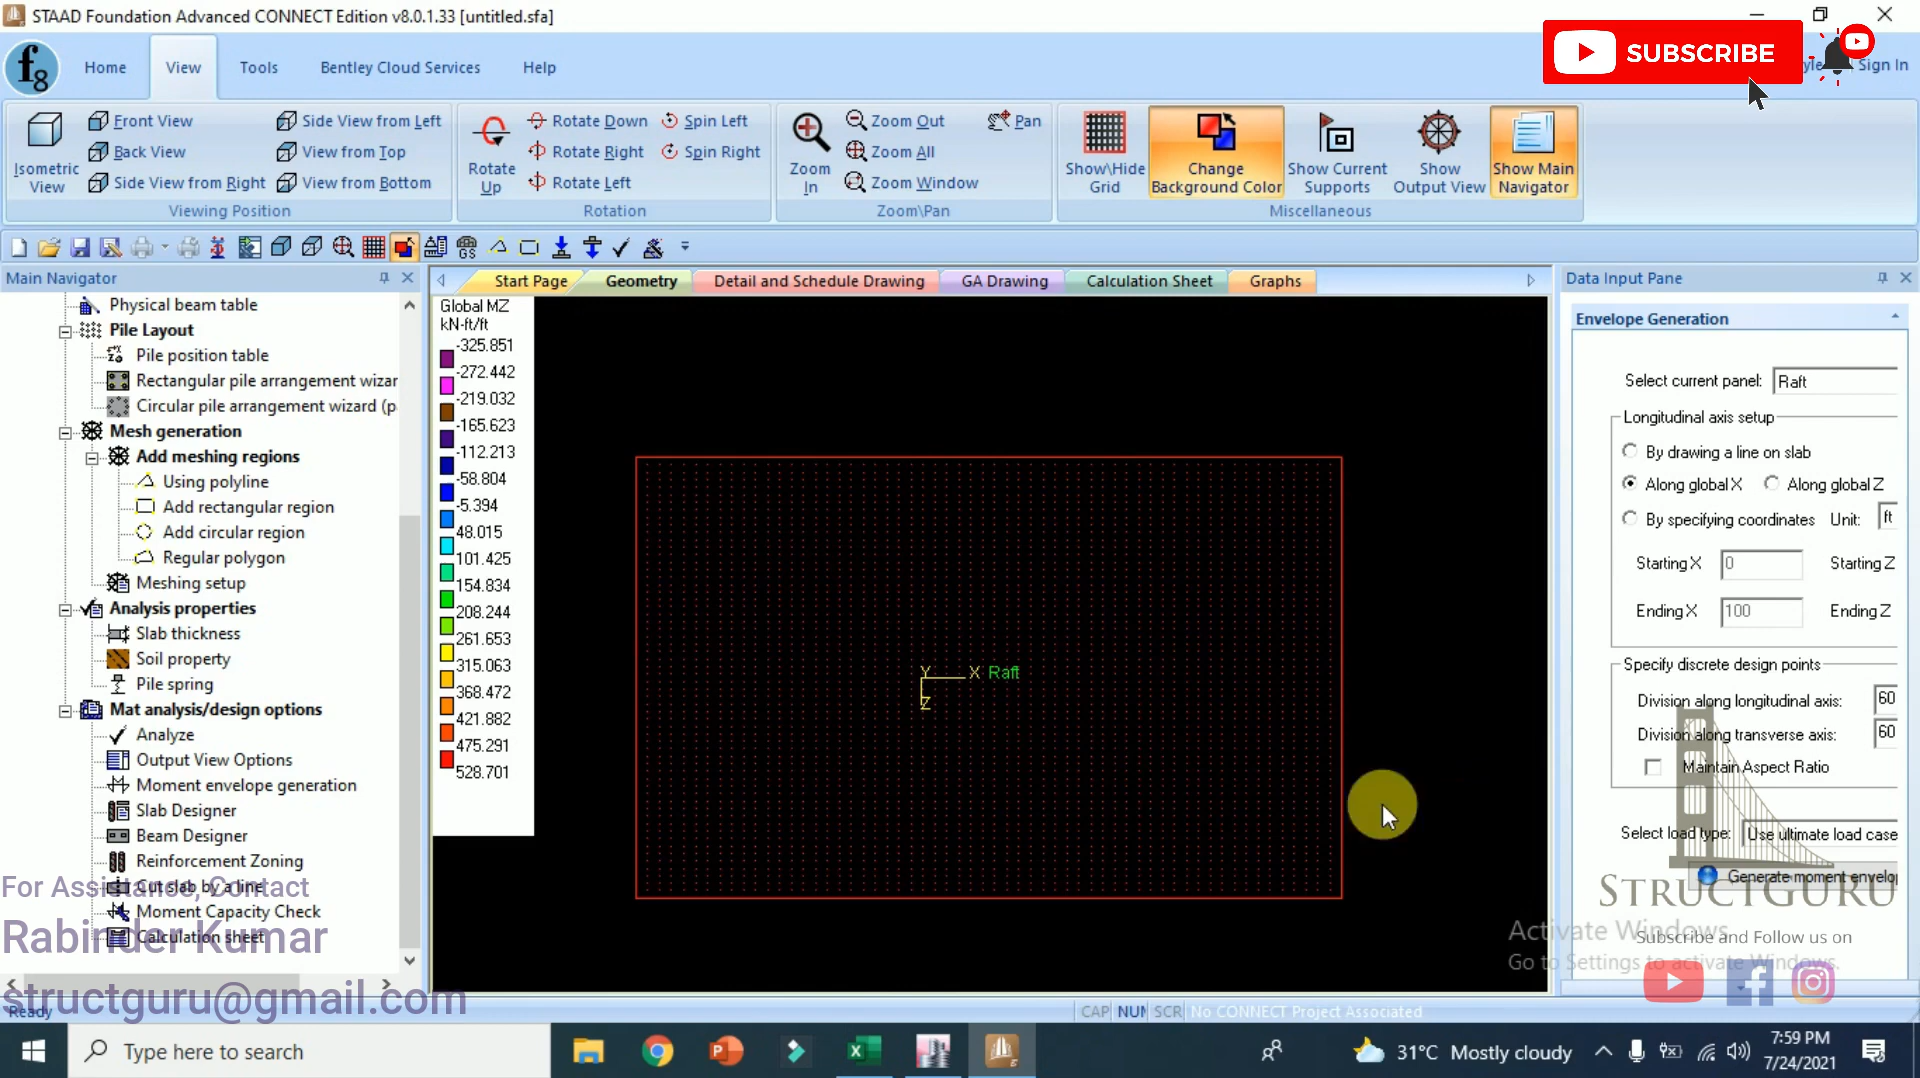 STAAD Foundation Advanced CONNECT Edition v8.0.1.33 [untitled.sfa]
SUBSCRIBE
Home View Tools Bentley Cloud Services Help
Sign In
Isometric View
Front View
Back View
Side View from Right
Side View from Left
View from Top
View from Bottom
Viewing Position
Rotate Up
Rotate Down
Rotate Right
Rotate Left
Spin Left
Spin Right
Rotation
Zoom In
Zoom Out
Zoom All
Zoom Window
Pan
Zoom\Pan
Show\Hide Grid
Change Background Color
Show Current Supports
Show Output View
Show Main Navigator
Miscellaneous
Main Navigator
Start Page
Geometry
Detail and Schedule Drawing
GA Drawing
Calculation Sheet
Graphs
Data Input Pane
Physical beam table
Pile Layout
Pile position table
Rectangular pile arrangement wizar
Circular pile arrangement wizard (p
Mesh generation
Add meshing regions
Using polyline
Add rectangular region
Add circular region
Regular polygon
Meshing setup
Analysis properties
Slab thickness
Soil property
Pile spring
Mat analysis/design options
Analyze
Output View Options
Moment envelope generation
Slab Designer
Beam Designer
Reinforcement Zoning
Cut slab by a line
Moment Capacity Check
Calculation sheet
For Assistance, Contact
Rabinder Kumar
structguru@gmail.com
Ready
Global MZ
kN-ft/ft
-325.851
-272.442
-219.032
-165.623
-112.213
-58.804
-5.394
48.015
101.425
154.834
208.244
261.653
315.063
368.472
421.882
475.291
528.701
Y X Raft
Z
Envelope Generation
Select current panel: Raft
Longitudinal axis setup
By drawing a line on slab
Along global X Along global Z
By specifying coordinates Unit: ft
Starting X 0 Starting Z
Ending X 100 Ending Z
Specify discrete design points
Division along longitudinal axis: 60
Division along transverse axis: 60
Maintain Aspect Ratio
Select load type: Use ultimate load case
Generate moment envelop
STRUCTGURU
Activate Windows
Go to Settings to activate Windows.
Subscribe and Follow us on
CAP NUM SCR No CONNECT Project Associated
Type here to search
31°C Mostly cloudy
7:59 PM
7/24/2021